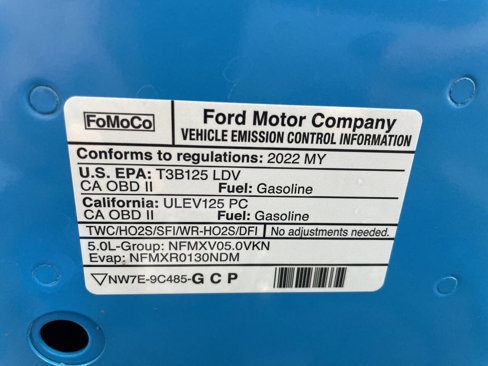 FoMoCo
Ford Motor Company
VEHICLE EMISSION CONTROL INFORMATION
Conforms to regulations: 2022 MY
U.S. EPA: T3B125 LDV
CA OBD II Fuel: Gasoline
California: ULEV125 PC
CA OBD II Fuel: Gasoline
TWC/HO2S/SFI/WR-HO2S/DFI No adjustments needed.
5.0L-Group: NFMXV05.0VKN
Evap: NFMXR0130NDM
NW7E-9C485-G C P